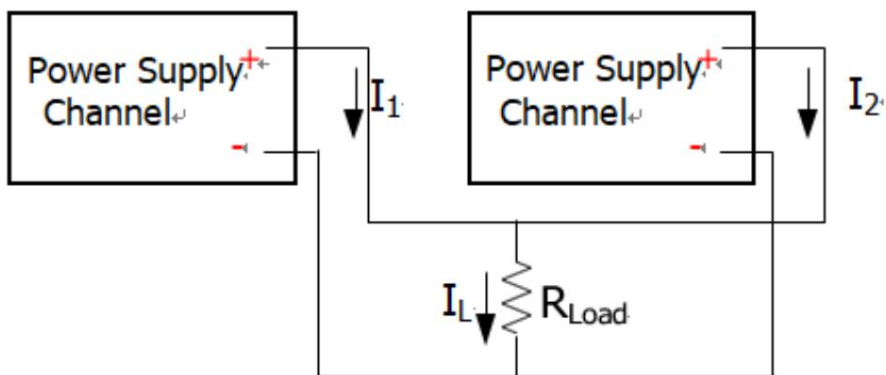 Power Supply +
Channel
-
I1
Power Supply +
Channel
-
I2
IL
RLoad